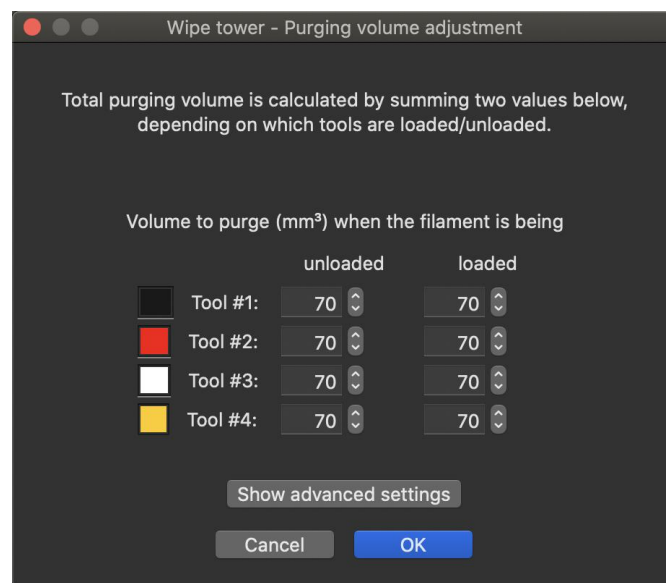 Wipe tower - Purging volume adjustment
Total purging volume is calculated by summing two values below,
depending on which tools are loaded/unloaded.
Volume to purge (mm³) when the filament is being
unloaded loaded
Tool #1: 70 70
Tool #2: 70 70
Tool #3: 70 70
Tool #4: 70 70
Show advanced settings
Cancel OK